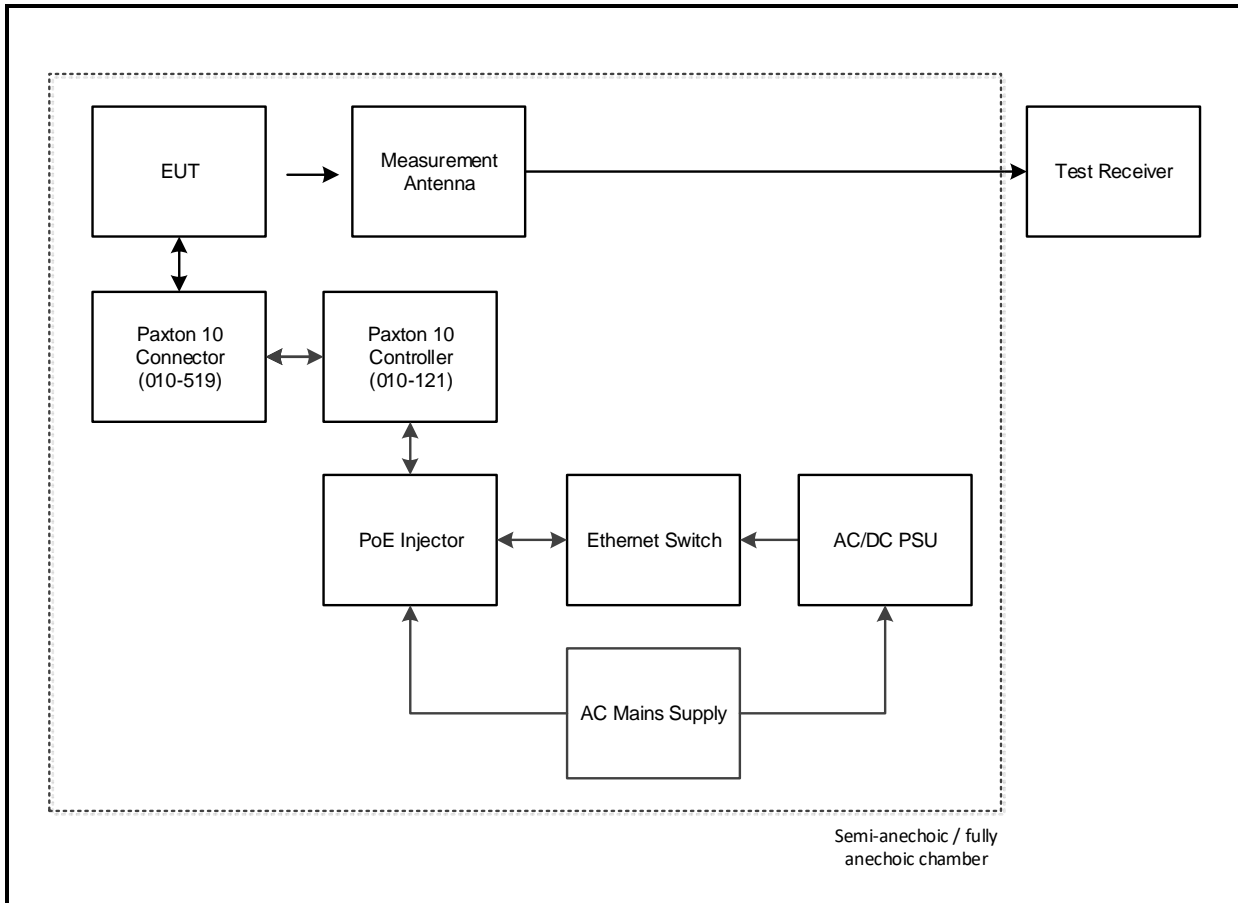 EUT
Measurement
Antenna
Test Receiver
Paxton 10
Connector
(010-519)
Paxton 10
Controller
(010-121)
PoE Injector
Ethernet Switch
AC/DC PSU
AC Mains Supply
Semi-anechoic / fully
anechoic chamber